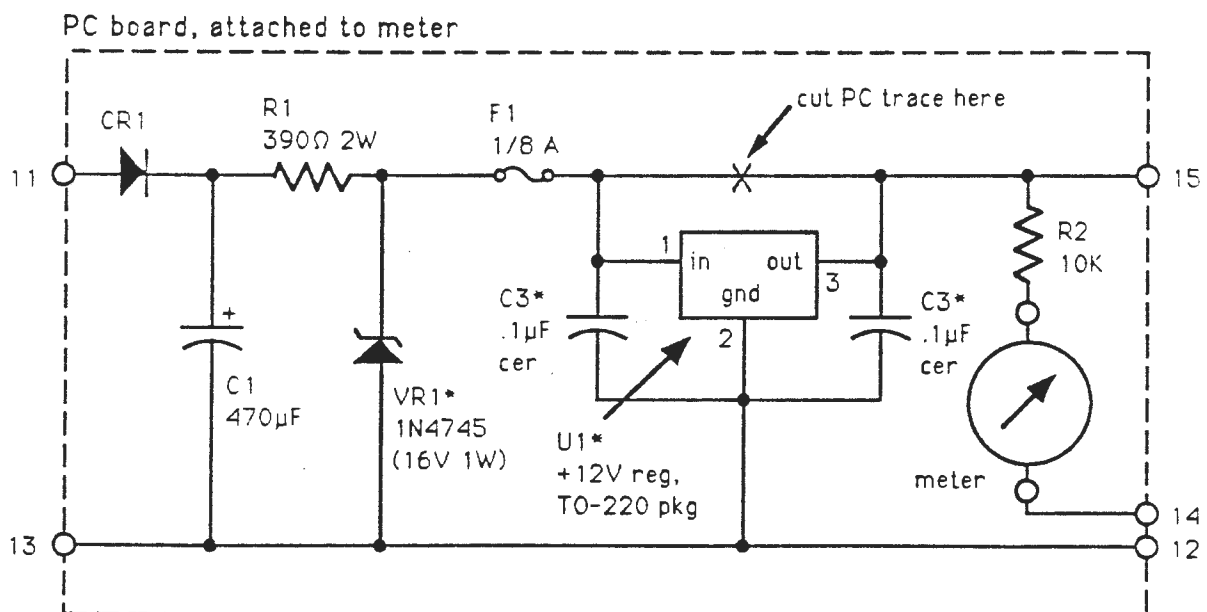 PC board, attached to meter
cut PC trace here
CR1
R1
390Ω 2W
F1
1/8 A
11
15
R2
10K
1
in
out
3
gnd
2
C3*
.1µF
cer
C3*
.1µF
cer
+
C1
470µF
VR1*
1N4745
(16V 1W)
U1*
+12V reg,
TO-220 pkg
meter
14
13
12